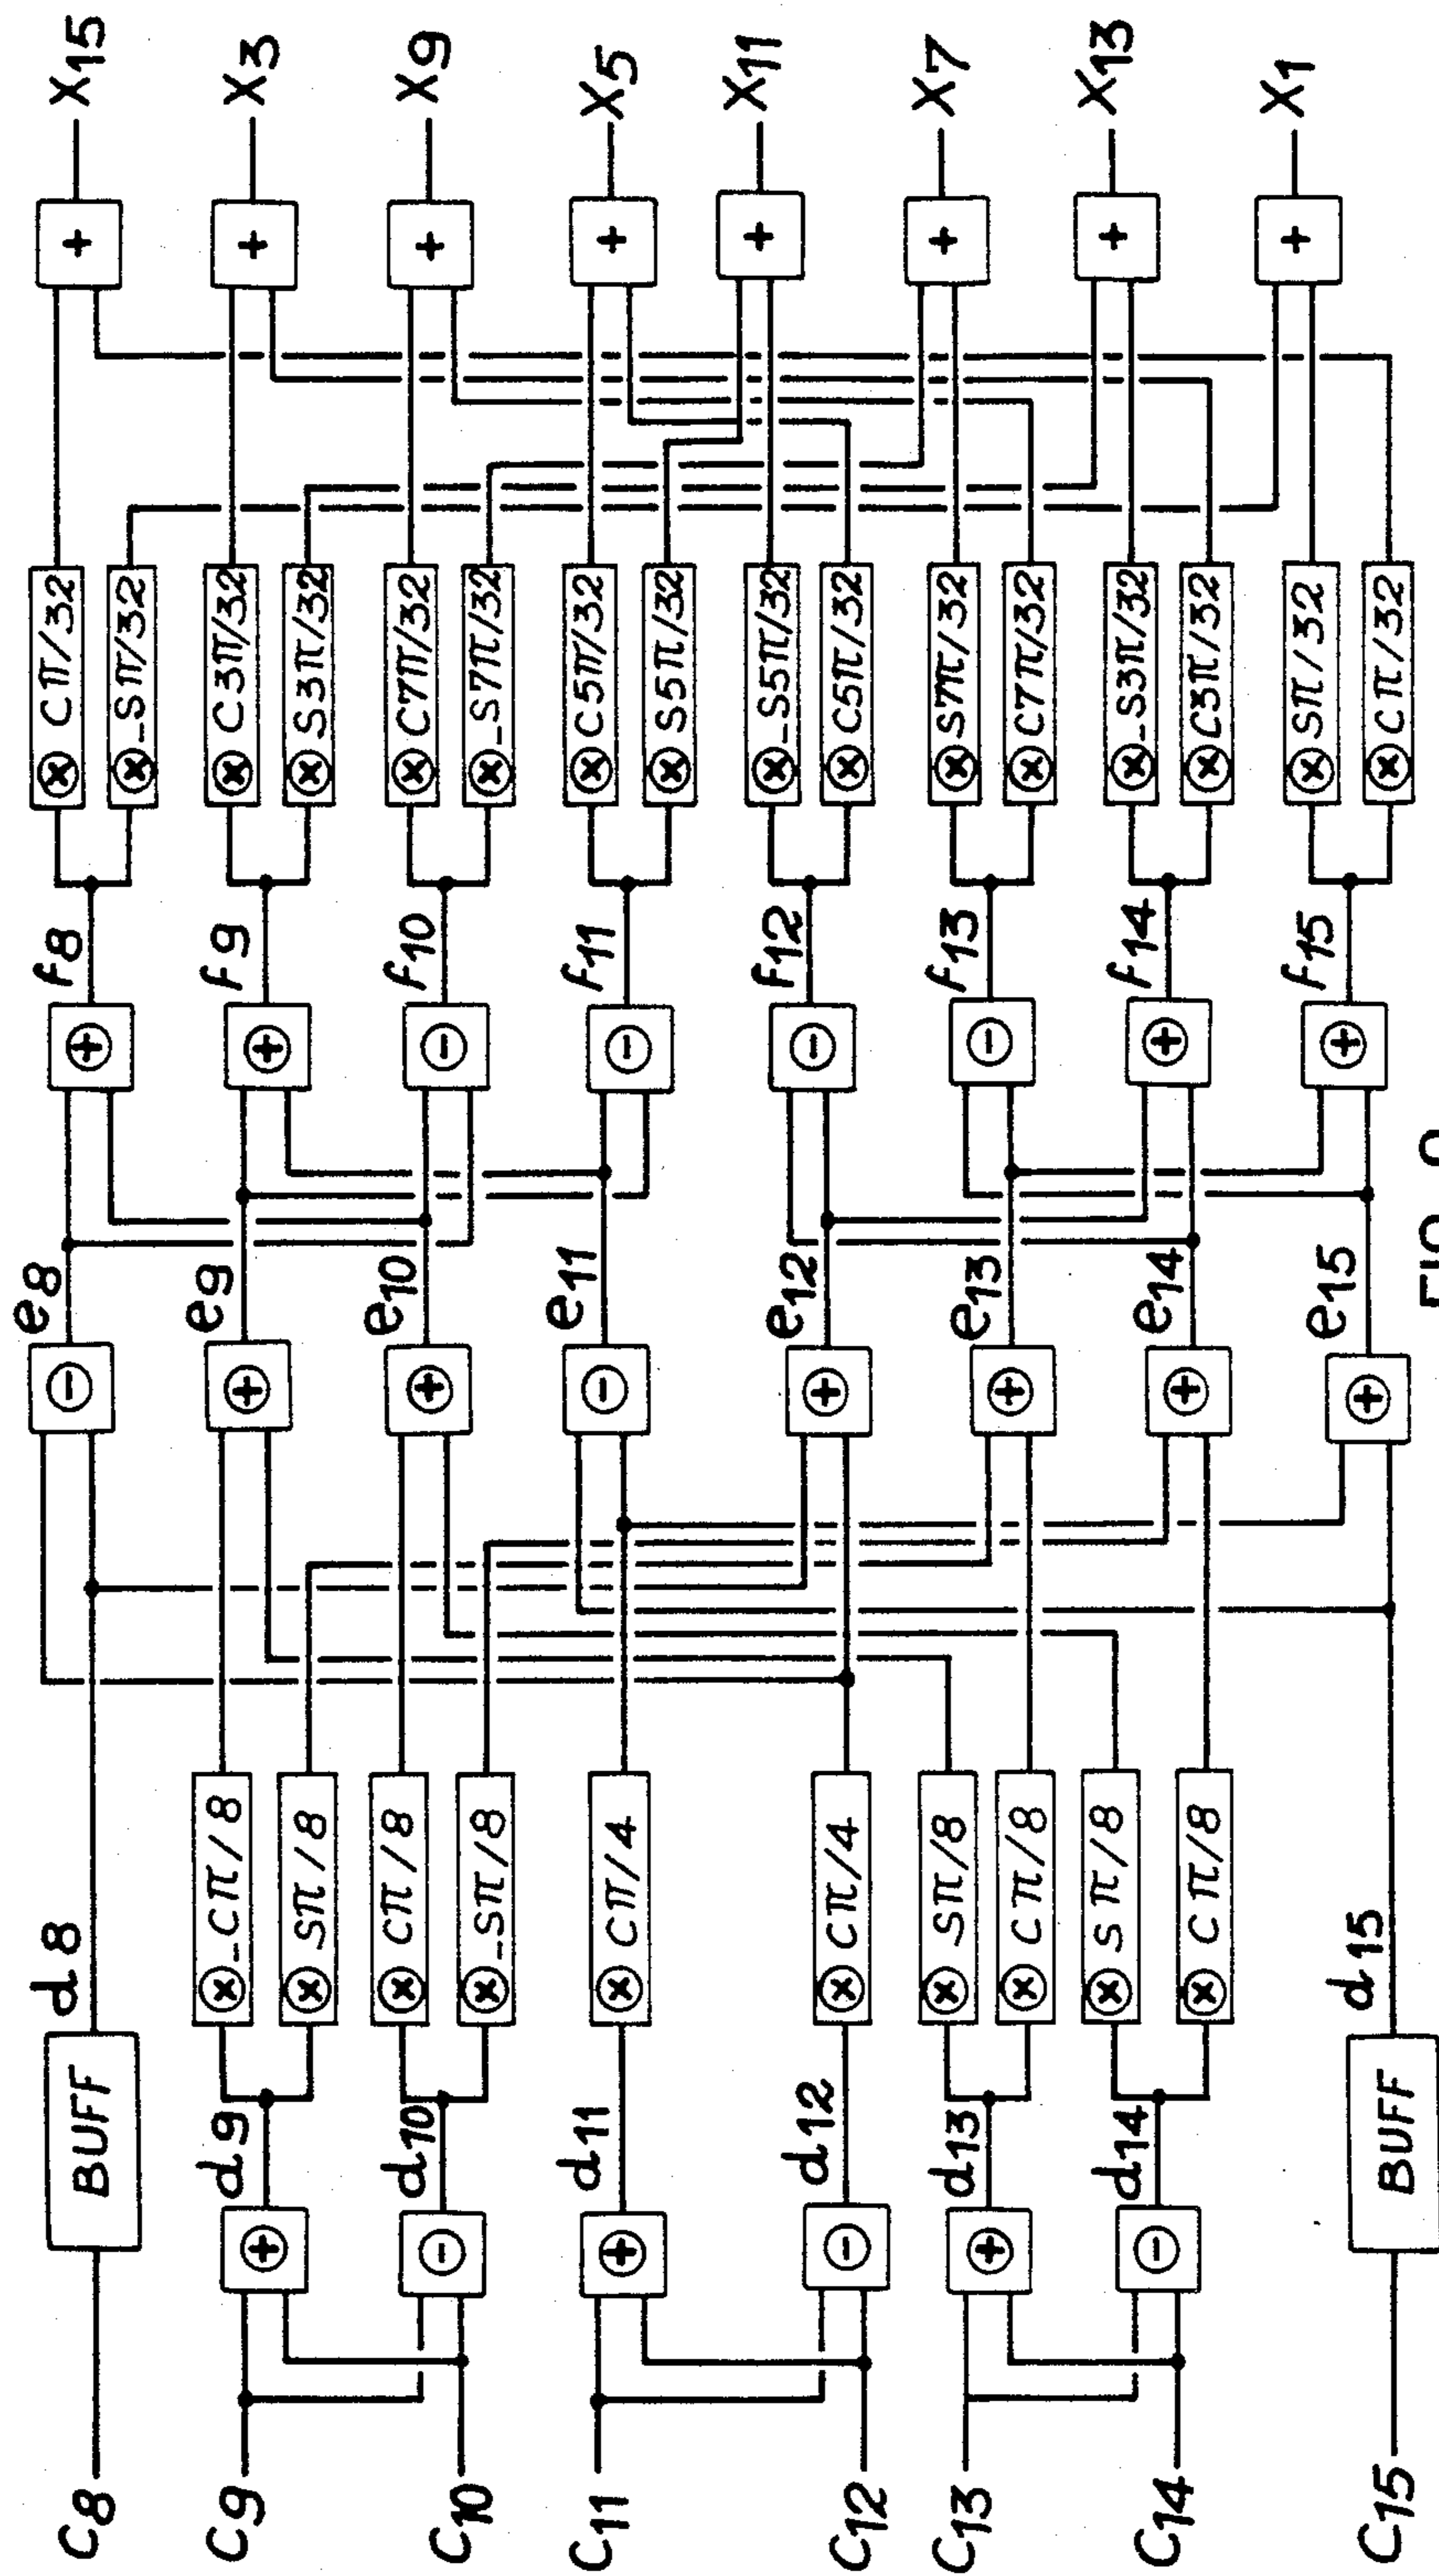 C8
BUFF
d8
e8
f8
× Cπ/32
× -Sπ/32
+
X15
C9
+
d9
× -Cπ/8
× Sπ/8
+
e9
+
f9
× C3π/32
× S3π/32
+
X3
C10
-
d10
× Cπ/8
× -Sπ/8
+
e10
-
f10
× C7π/32
× -S7π/32
+
X9
C11
+
d11
× Cπ/4
-
e11
-
f11
× C5π/32
× S5π/32
+
X5
C12
-
d12
× Cπ/4
+
e12
-
f12
× -S5π/32
× C5π/32
+
X11
C13
+
d13
× Sπ/8
× Cπ/8
+
e13
-
f13
× S7π/32
× C7π/32
+
X7
C14
-
d14
× Sπ/8
× Cπ/8
+
e14
+
f14
× -S3π/32
× C3π/32
+
X13
C15
BUFF
d15
+
e15
+
f15
× Sπ/32
× Cπ/32
+
X1